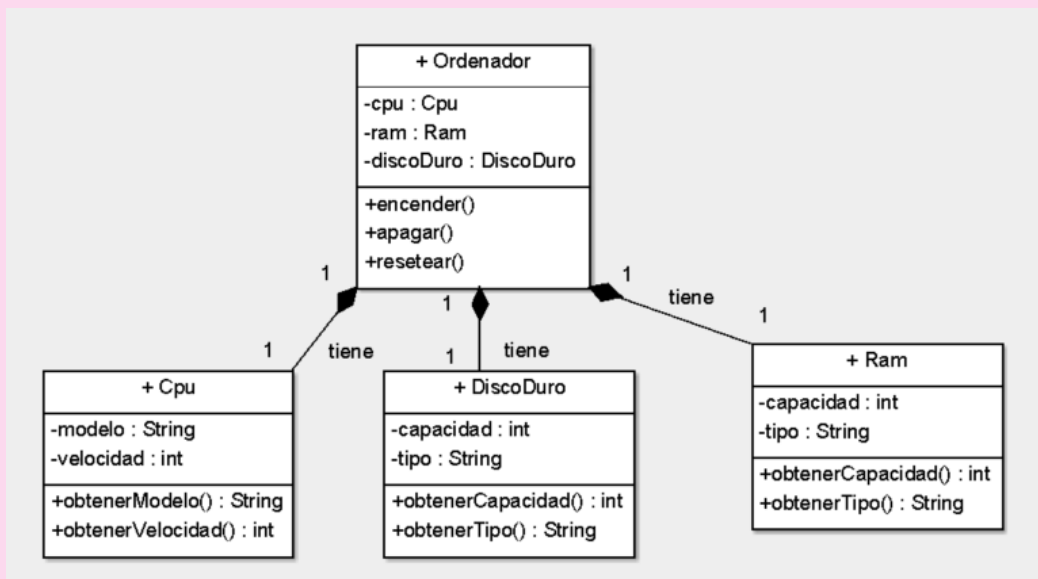 + Ordenador
-cpu : Cpu
-ram : Ram
-discoDuro : DiscoDuro
+encender()
+apagar()
+resetear()
1
1
1
tiene
1
1
tiene
1
tiene
+ Cpu
-modelo : String
-velocidad : int
+obtenerModelo() : String
+obtenerVelocidad() : int
+ DiscoDuro
-capacidad : int
-tipo : String
+obtenerCapacidad() : int
+obtenerTipo() : String
+ Ram
-capacidad : int
-tipo : String
+obtenerCapacidad() : int
+obtenerTipo() : String